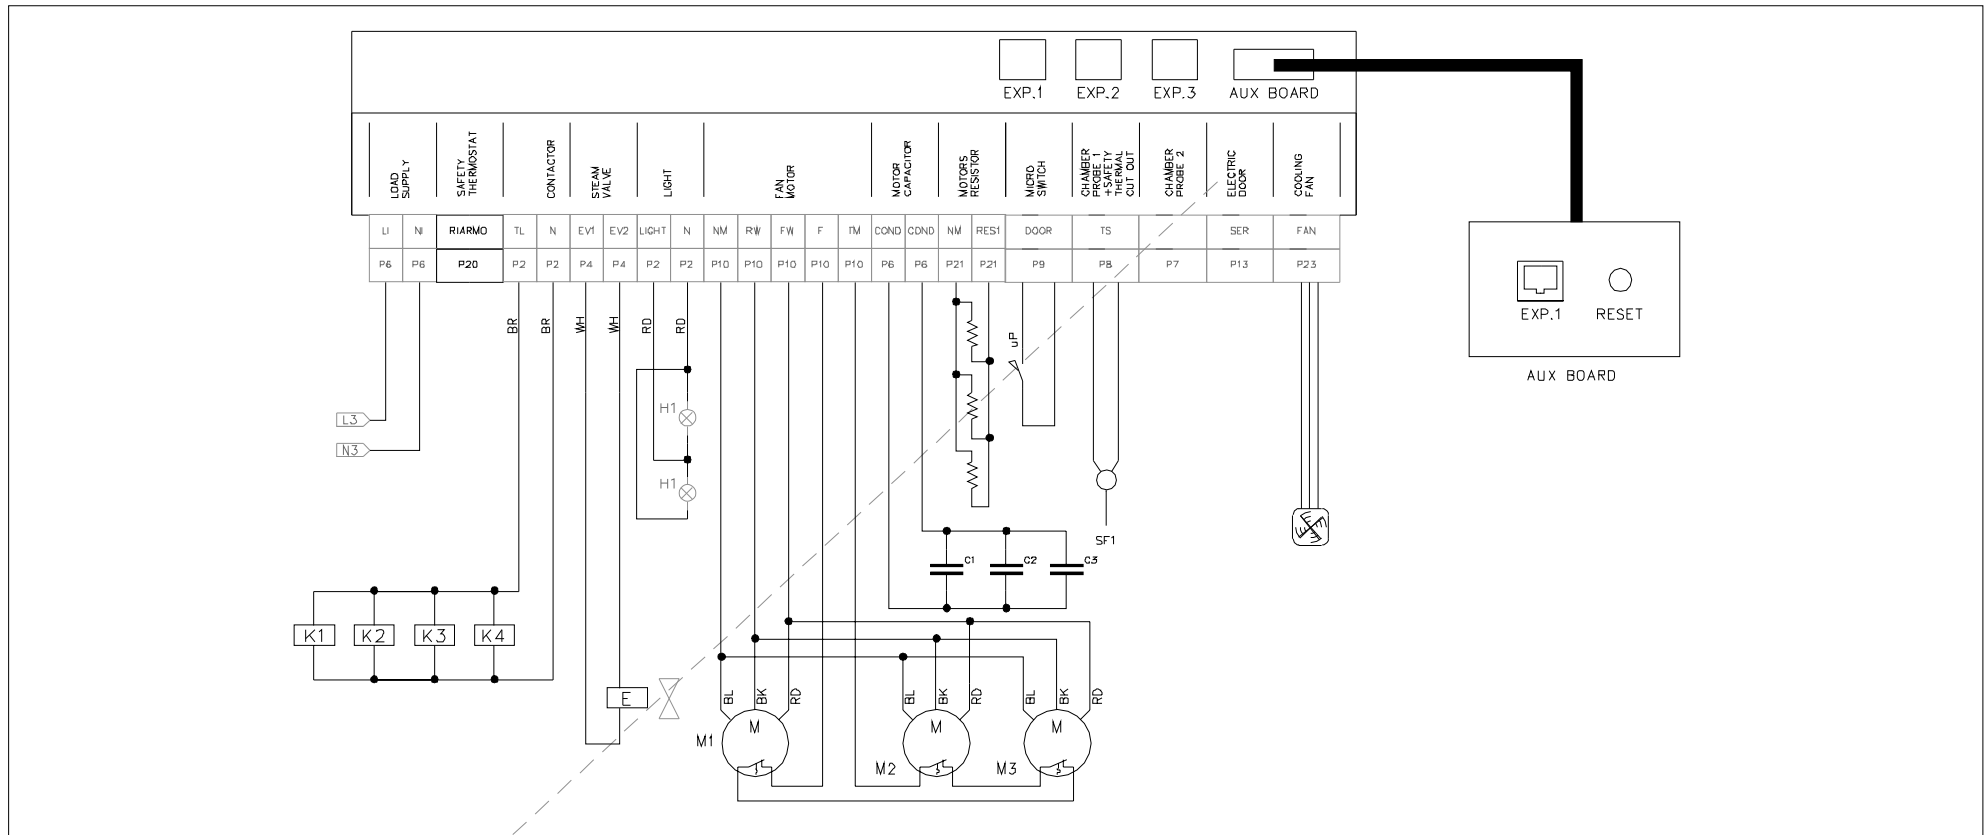 EXP.1 EXP.2 EXP.3 AUX BOARD
LOAD
SUPPLY
SAFETY
THERMOSTAT
CONTACTOR
STEAM
VALVE
LIGHT
FAN
MOTOR
MOTOR
CAPACITOR
MOTORS
RESISTOR
MICRO
SWITCH
CHAMBER
PROBE 1
+SAFETY
THERMAL
CUT OUT
CHAMBER
PROBE 2
ELECTRIC
DOOR
COOLING
FAN
LI NI RIARMO TL N EV1 EV2 LIGHT N NM RW FW F TM COND COND NM RES1 DOOR TS SER FAN
P6 P6 P20 P2 P2 P4 P4 P2 P2 P10 P10 P10 P10 P10 P6 P6 P21 P21 P9 P8 P7 P13 P23
EXP.1 RESET
AUX BOARD
BR BR WH WH RD RD
uP
L3
N3
H1
H1
SF1
C1 C2 C3
K1 K2 K3 K4
E
BL BK RD BL BK RD BL BK RD
M M M
M1 M2 M3